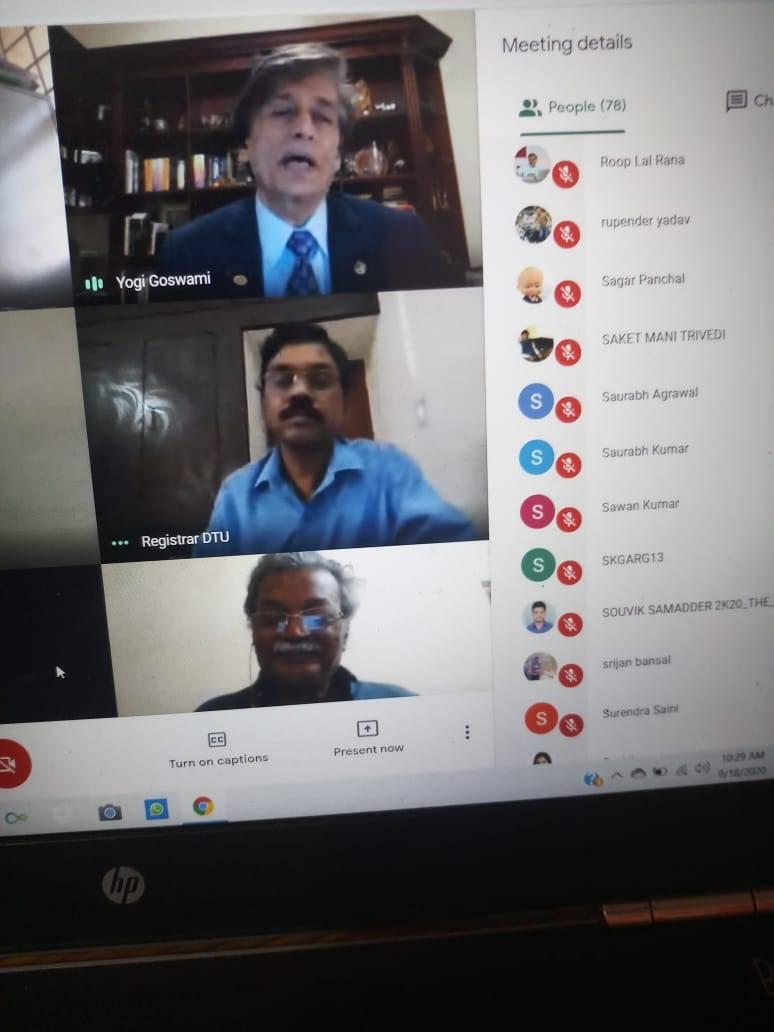 Meeting details
People (78)
Ch
Roop Lal Rana
rupender yadav
Sagar Panchal
SAKET MANI TRIVEDI
S
Saurabh Agrawal
S
Saurabh Kumar
S
Sawan Kumar
S
SKGARG13
SOUVIK SAMADDER 2K20_THE_
srijan bansal
S
Surendra Saini
Yogi Goswami
Registrar DTU
CC
Turn on captions
Present now
10:29 AM
9/18/2020
hp